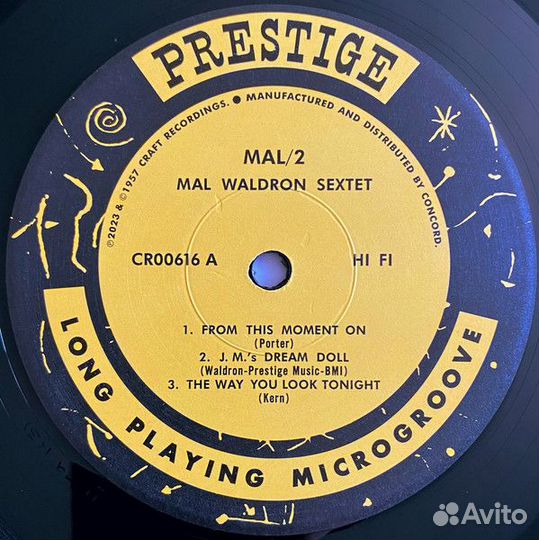 PRESTIGE
℗2023 & ©1957 CRAFT RECORDINGS. ● MANUFACTURED AND DISTRIBUTED BY CONCORD.
MAL/2
MAL WALDRON SEXTET
CR00616 A HI FI
1. FROM THIS MOMENT ON
(Porter)
2. J. M.'s DREAM DOLL
(Waldron-Prestige Music-BMI)
3. THE WAY YOU LOOK TONIGHT
(Kern)
LONG PLAYING MICROGROOVE
Avito